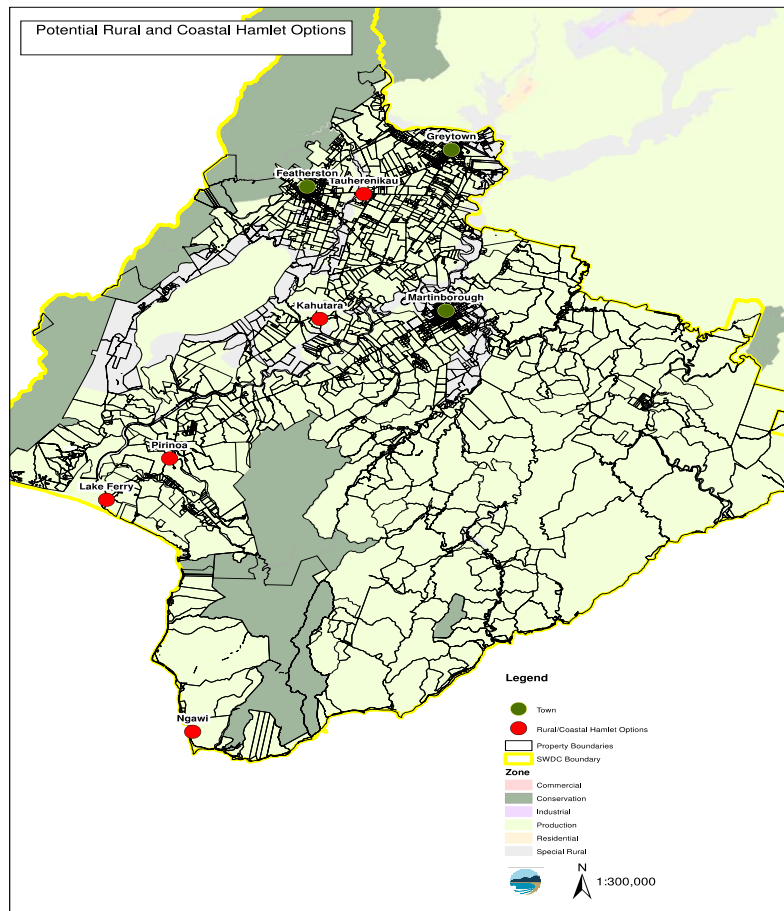 Potential Rural and Coastal Hamlet Options
Greytown
Featherston
Tauherenikau
Martinborough
Kahutara
Pirinoa
Lake Ferry
Ngawi
Legend
Town
Rural/Coastal Hamlet Options
Property Boundaries
SWDC Boundary
Zone
Commercial
Conservation
Industrial
Production
Residential
Special Rural
N
1:300,000